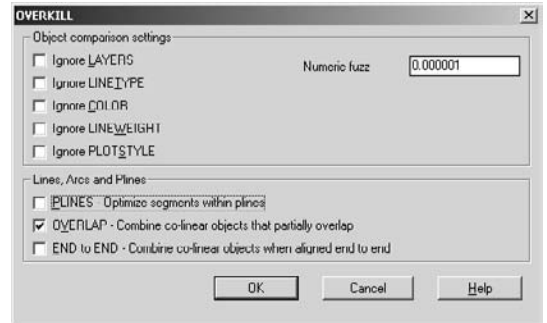 OVERKILL
Object comparison settings
Ignore LAYERS
Numeric fuzz 0.000001
Ignore LINETYPE
Ignore COLOR
Ignore LINEWEIGHT
Ignore PLOTSTYLE
Lines, Arcs and Plines
PLINES - Optimize segments within plines
OVERLAP - Combine co-linear objects that partially overlap
END to END - Combine co-linear objects when aligned end to end
OK Cancel Help